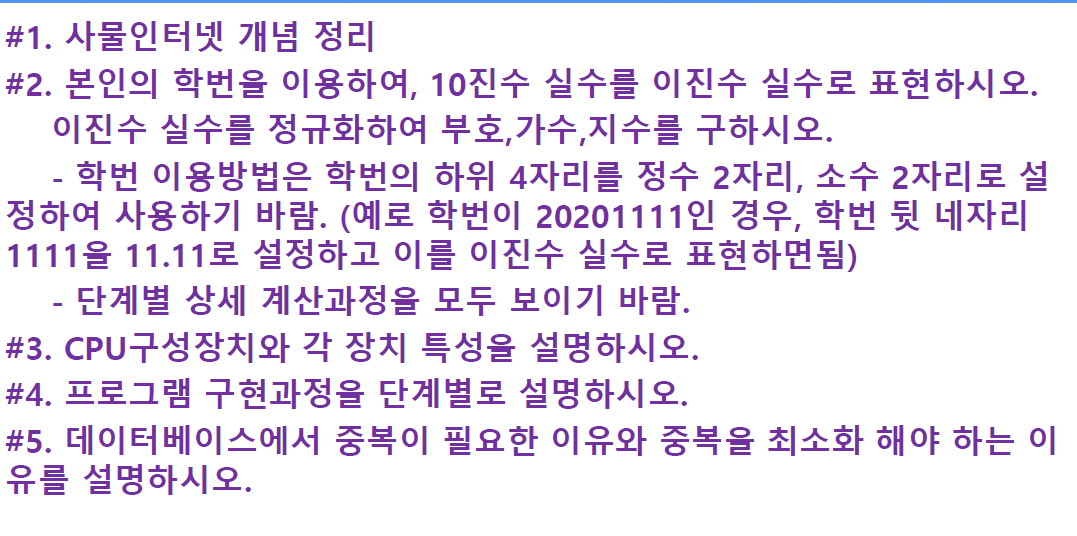 #1. 사물인터넷 개념 정리
#2. 본인의 학번을 이용하여, 10진수 실수를 이진수 실수로 표현하시오.
이진수 실수를 정규화하여 부호,가수,지수를 구하시오.
- 학번 이용방법은 학번의 하위 4자리를 정수 2자리, 소수 2자리로 설
정하여 사용하기 바람. (예로 학번이 20201111인 경우, 학번 뒷 네자리
1111을 11.11로 설정하고 이를 이진수 실수로 표현하면됨)
- 단계별 상세 계산과정을 모두 보이기 바람.
#3. CPU구성장치와 각 장치 특성을 설명하시오.
#4. 프로그램 구현과정을 단계별로 설명하시오.
#5. 데이터베이스에서 중복이 필요한 이유와 중복을 최소화 해야 하는 이
유를 설명하시오.